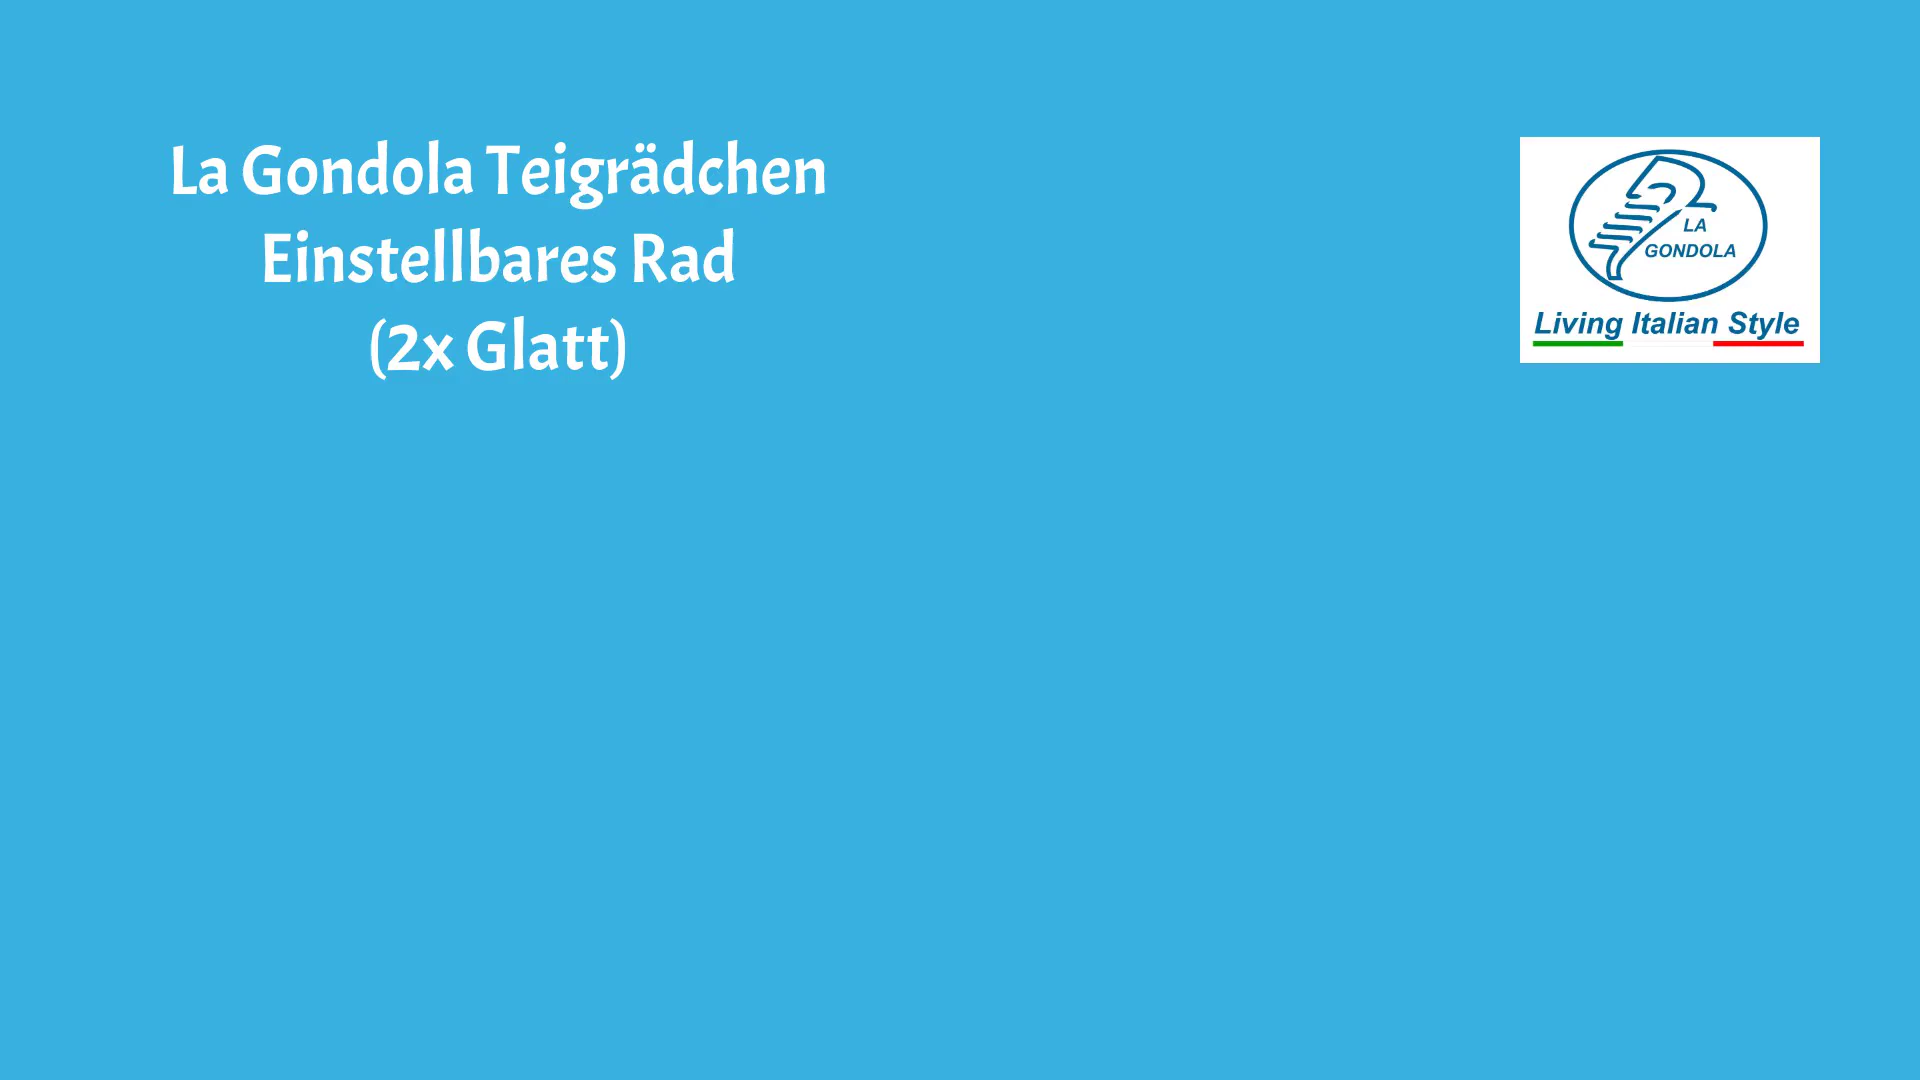 La Gondola Teigrädchen
Einstellbares Rad
(2x Glatt)
LA
GONDOLA
Living Italian Style